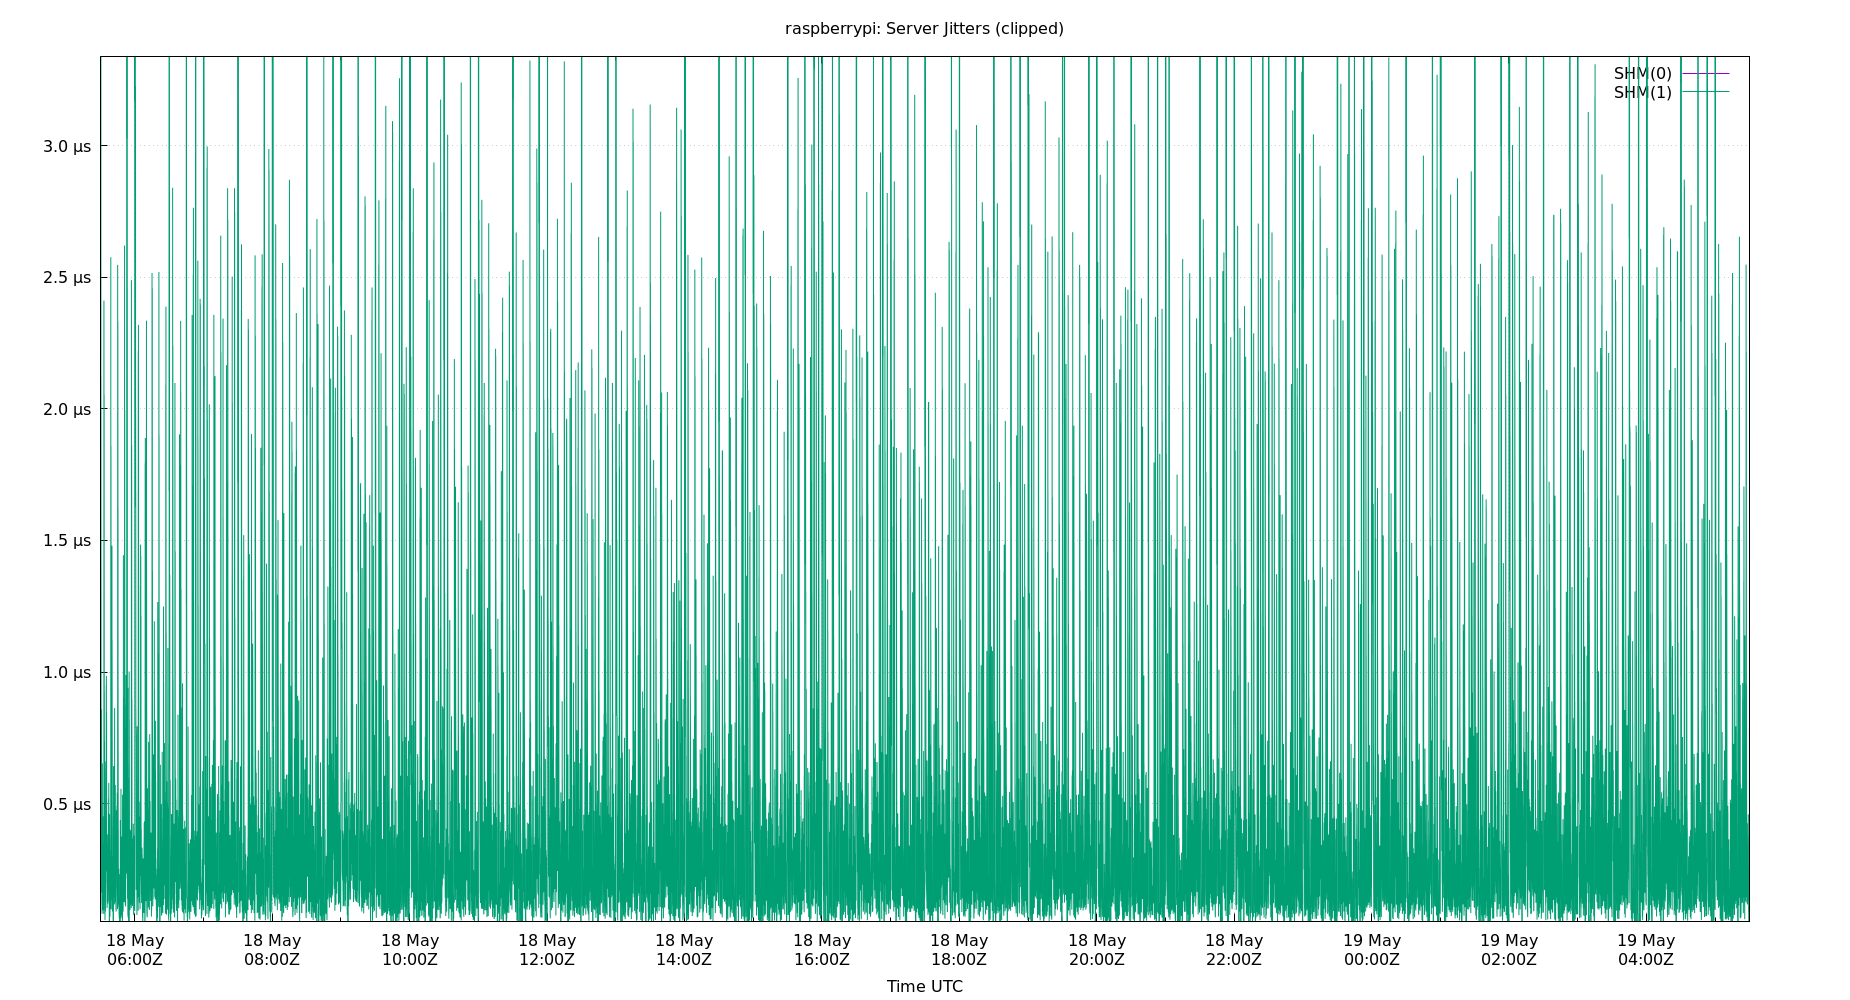 raspberrypi: Server Jitters (clipped)
SHM(0)
SHM(1)
3.0 µs
2.5 µs
2.0 µs
1.5 µs
1.0 µs
0.5 µs
18 May 18 May 18 May 18 May 18 May 18 May 18 May 18 May 18 May 19 May 19 May 19 May
06:00Z 08:00Z 10:00Z 12:00Z 14:00Z 16:00Z 18:00Z 20:00Z 22:00Z 00:00Z 02:00Z 04:00Z
Time UTC